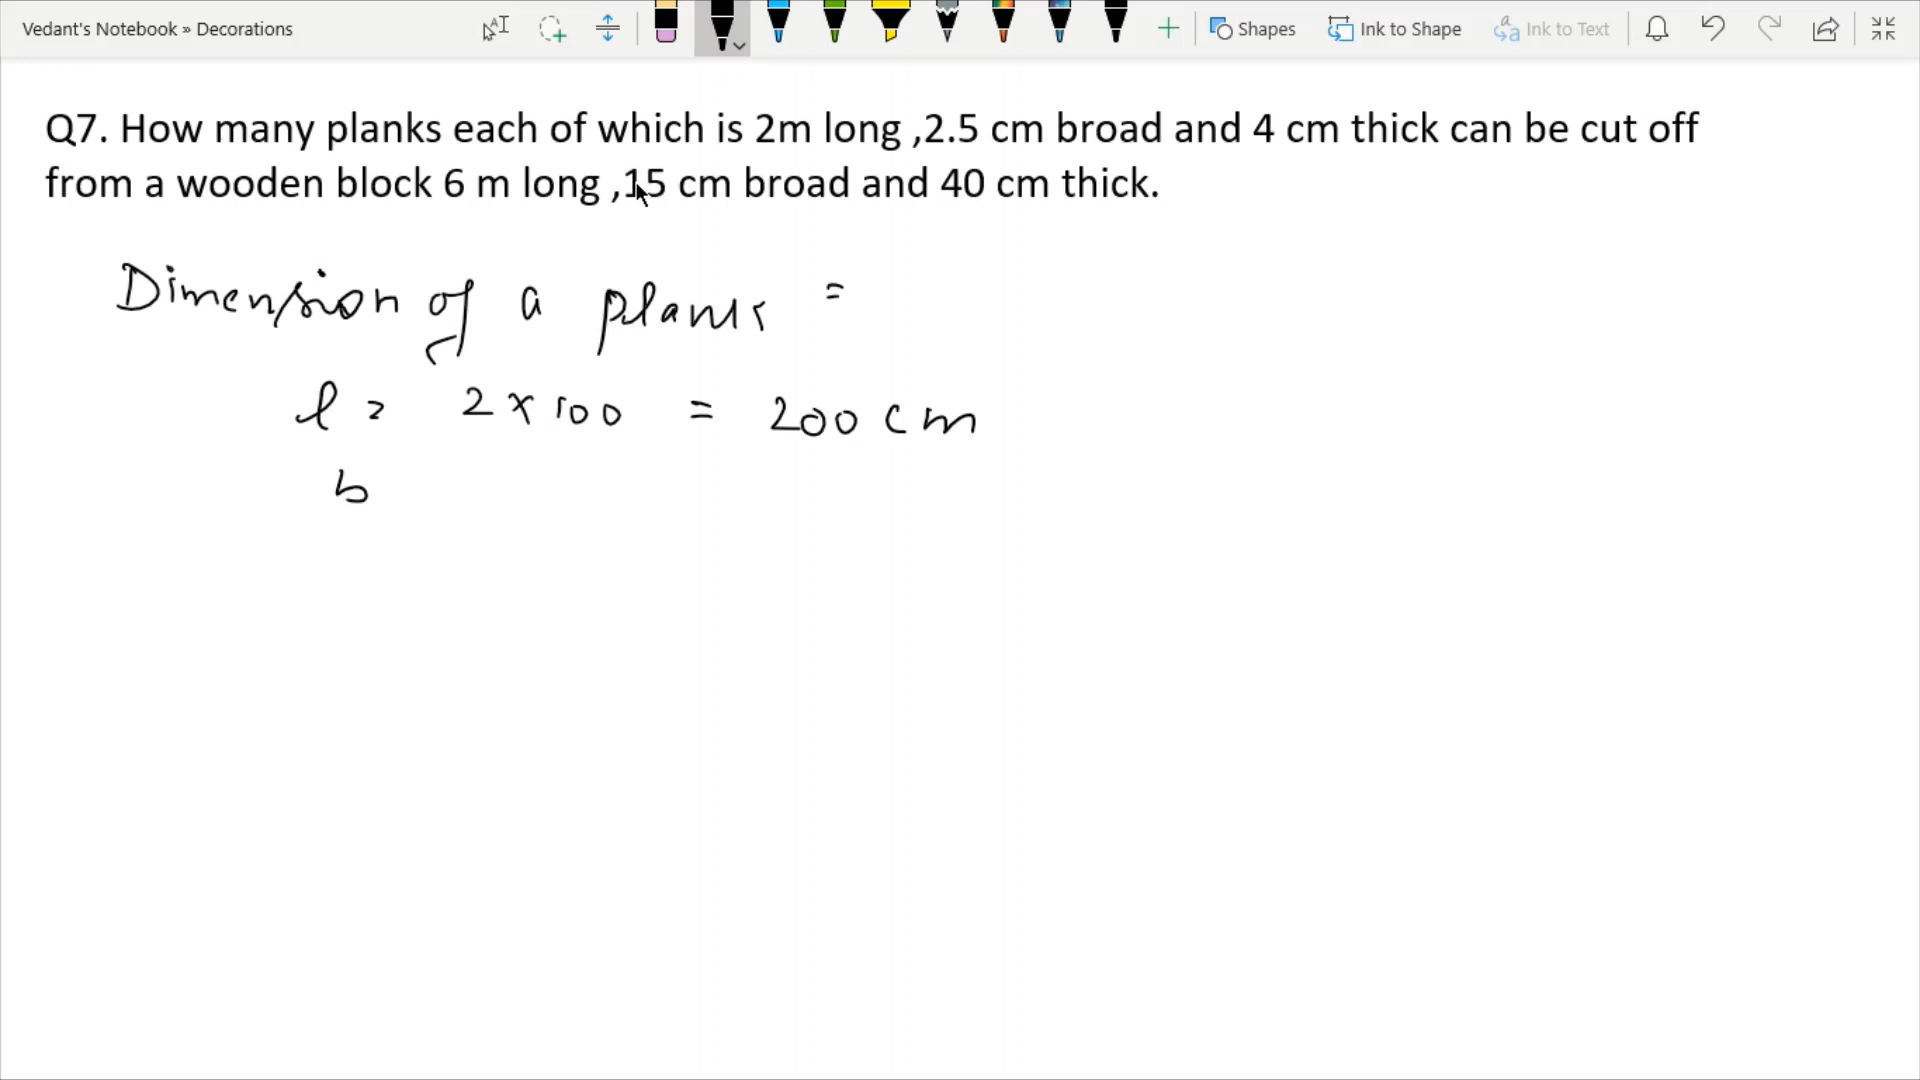 Vedant's Notebook » Decorations
Shapes
Ink to Shape
Ink to Text
Q7. How many planks each of which is 2m long ,2.5 cm broad and 4 cm thick can be cut off
from a wooden block 6 m long ,15 cm broad and 40 cm thick.
Dimension of a planks =
l = 2 x 100 = 200 cm
b